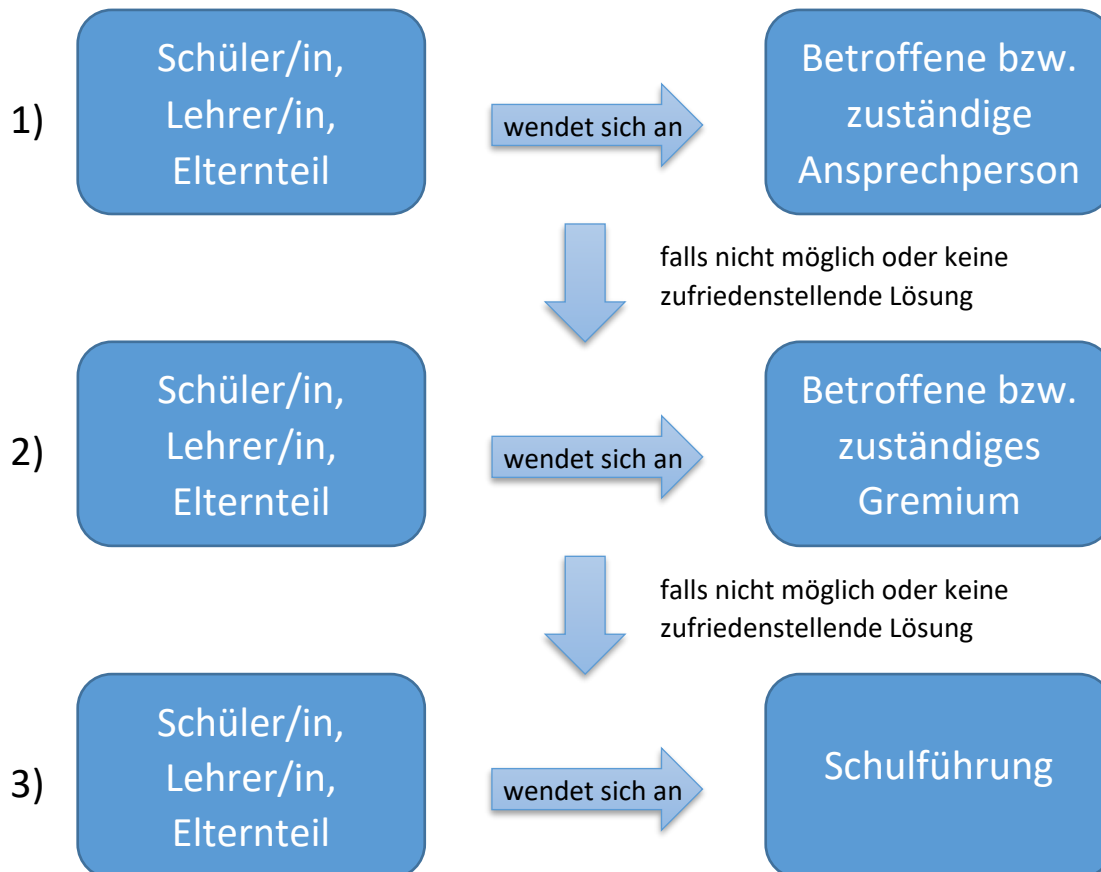 1)
Schüler/in,
Lehrer/in,
Elternteil
wendet sich an
Betroffene bzw.
zuständige
Ansprechperson
falls nicht möglich oder keine
zufriedenstellende Lösung
2)
Schüler/in,
Lehrer/in,
Elternteil
wendet sich an
Betroffene bzw.
zuständiges
Gremium
falls nicht möglich oder keine
zufriedenstellende Lösung
3)
Schüler/in,
Lehrer/in,
Elternteil
wendet sich an
Schulführung